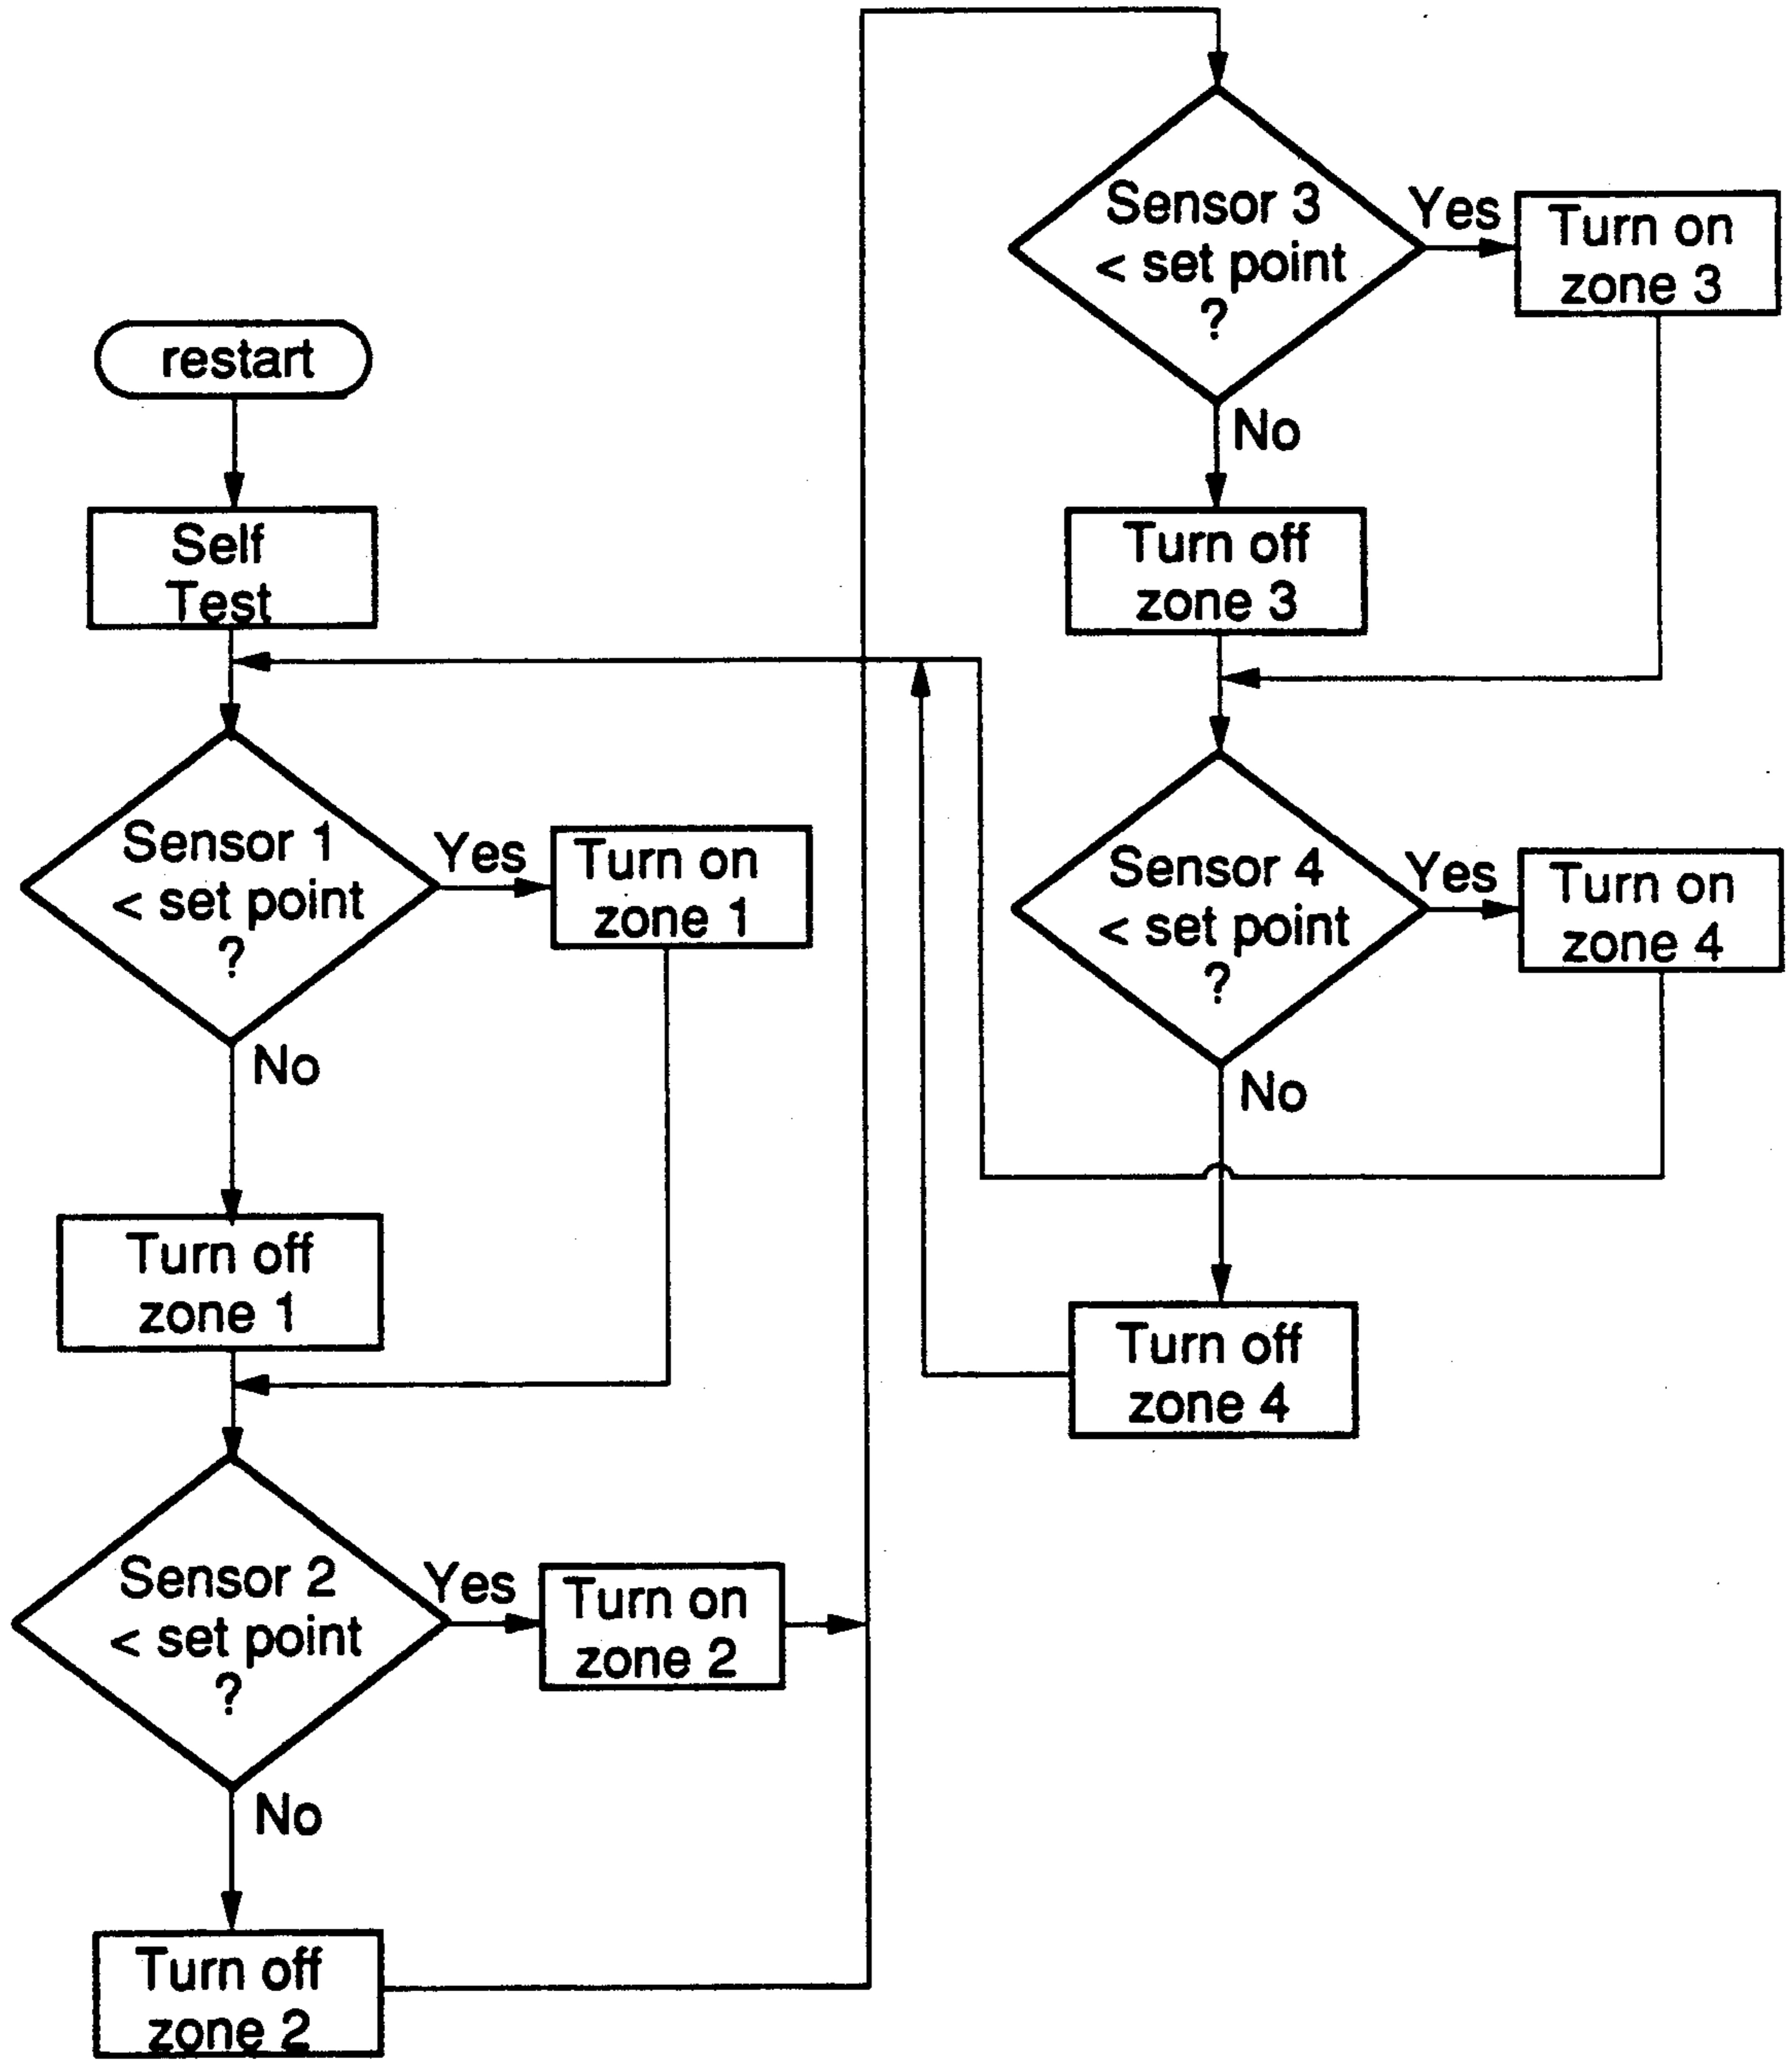 restart
Self
Test
Sensor 1
< set point
?
Yes
Turn on
zone 1
No
Turn off
zone 1
Sensor 2
< set point
?
Yes
Turn on
zone 2
No
Turn off
zone 2
Sensor 3
< set point
?
Yes
Turn on
zone 3
No
Turn off
zone 3
Sensor 4
< set point
?
Yes
Turn on
zone 4
No
Turn off
zone 4